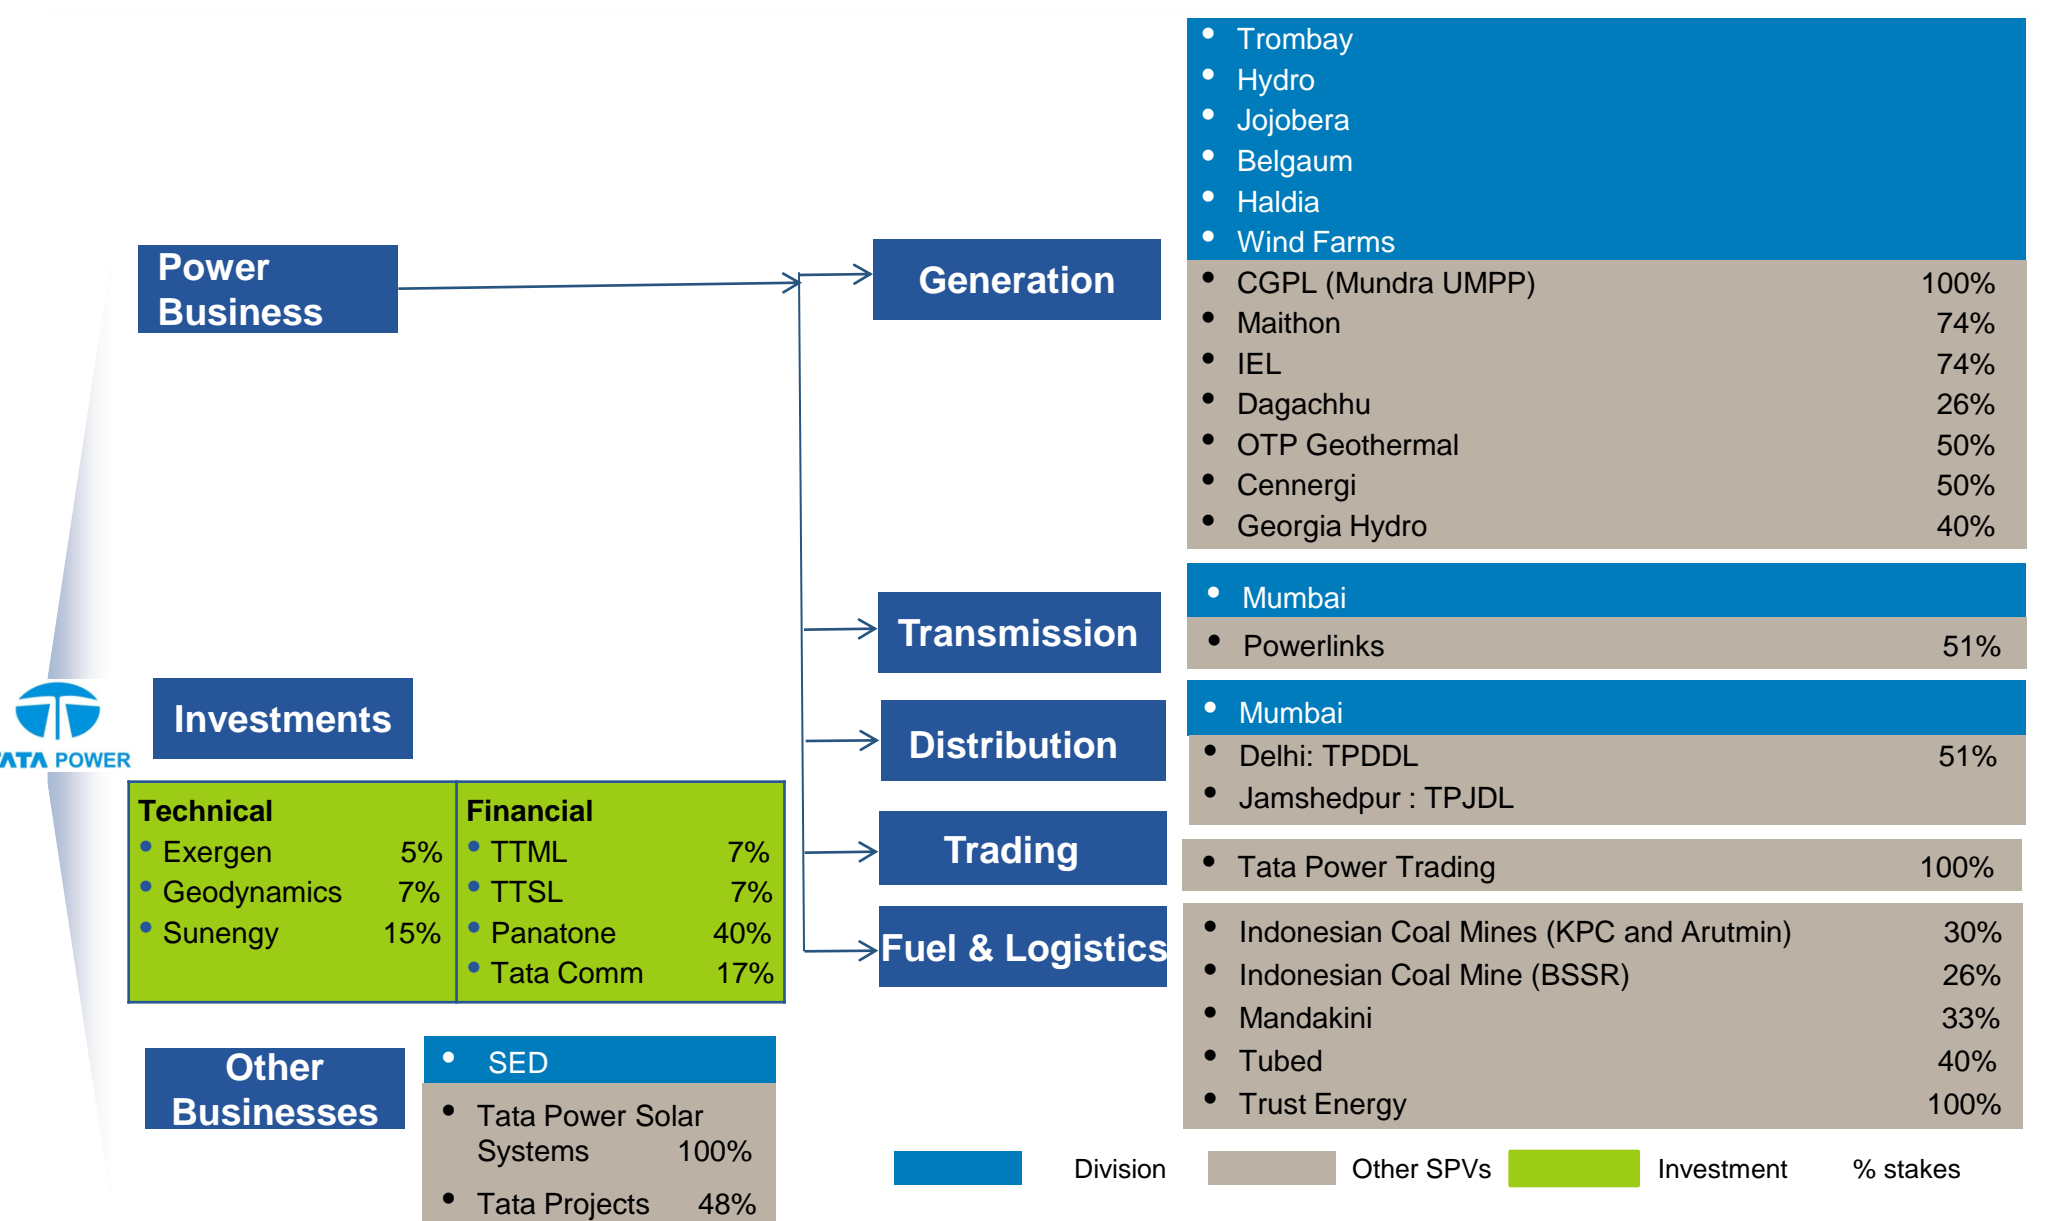 Power
Business
Generation
• Trombay
• Hydro
• Jojobera
• Belgaum
• Haldia
• Wind Farms
• CGPL (Mundra UMPP) 100%
• Maithon 74%
• IEL 74%
• Dagachhu 26%
• OTP Geothermal 50%
• Cennergi 50%
• Georgia Hydro 40%
Transmission
• Mumbai
• Powerlinks 51%
Distribution
• Mumbai
• Delhi: TPDDL 51%
• Jamshedpur : TPJDL
Trading
• Tata Power Trading 100%
Fuel & Logistics
• Indonesian Coal Mines (KPC and Arutmin) 30%
• Indonesian Coal Mine (BSSR) 26%
• Mandakini 33%
• Tubed 40%
• Trust Energy 100%
TATA POWER
Investments
Technical
• Exergen 5%
• Geodynamics 7%
• Sunengy 15%
Financial
• TTML 7%
• TTSL 7%
• Panatone 40%
• Tata Comm 17%
Other
Businesses
• SED
• Tata Power Solar
Systems 100%
• Tata Projects 48%
Division
Other SPVs
Investment
% stakes